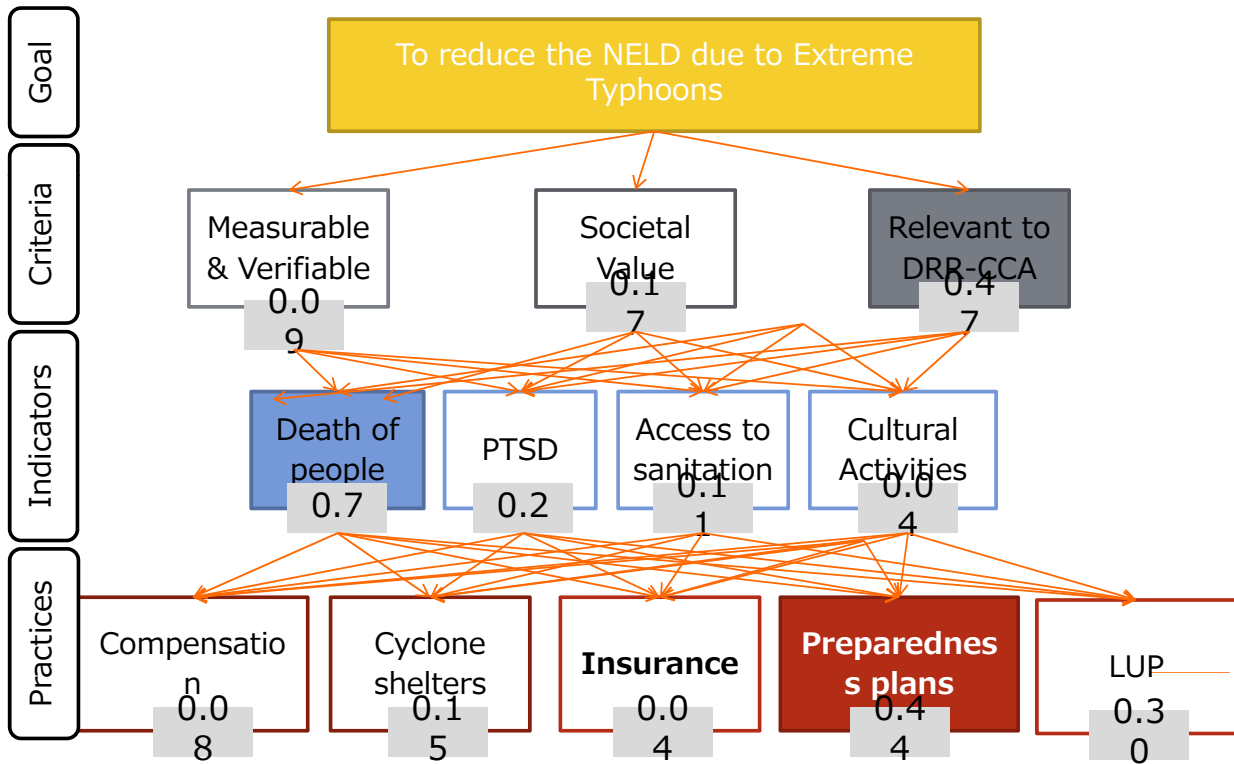 Goal
To reduce the NELD due to Extreme
Typhoons
Criteria
Measurable
& Verifiable
0.0
9
Societal
Value
0.1
7
Relevant to
DRR-CCA
0.4
7
Indicators
Death of
people
0.7
PTSD
0.2
Access to
sanitation
0.1
1
Cultural
Activities
0.0
4
Practices
Compensatio
n
0.0
8
Cyclone
shelters
0.1
5
Insurance
0.0
4
Preparednes
s plans
0.4
4
LUP
0.3
0